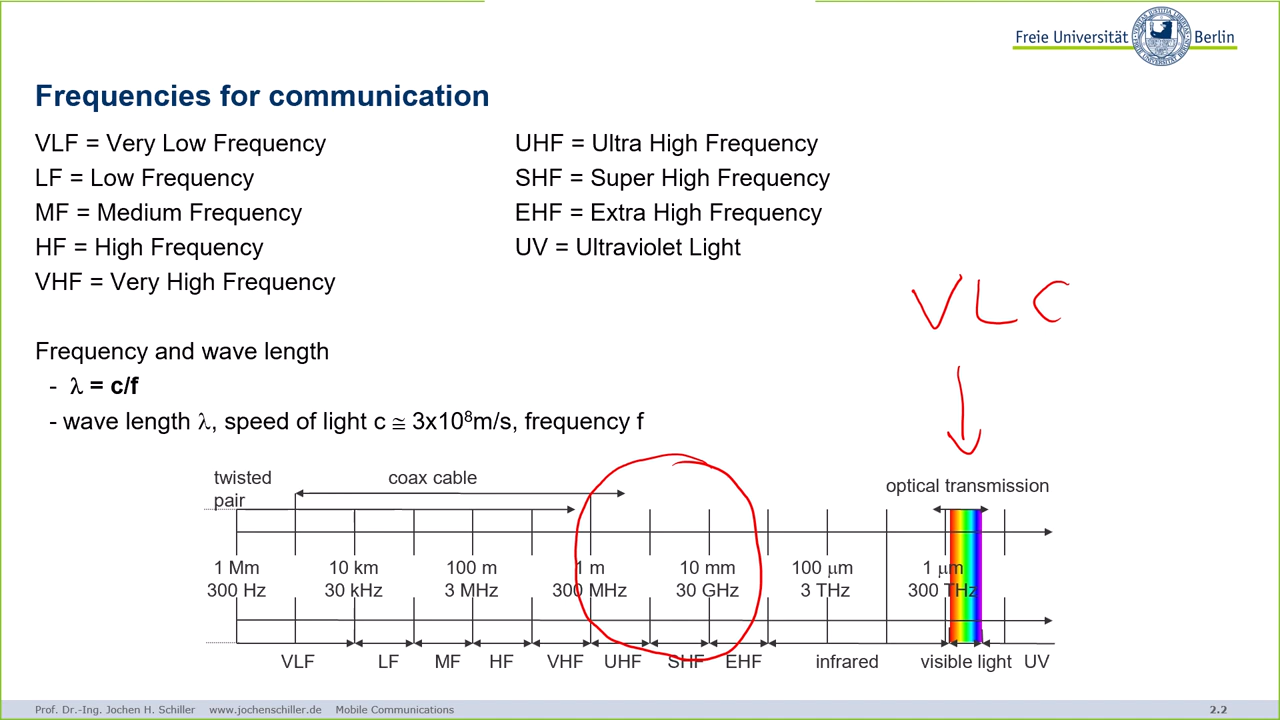 Freie Universität Berlin
Frequencies for communication
VLF = Very Low Frequency
LF = Low Frequency
MF = Medium Frequency
HF = High Frequency
VHF = Very High Frequency
UHF = Ultra High Frequency
SHF = Super High Frequency
EHF = Extra High Frequency
UV = Ultraviolet Light
VLC
Frequency and wave length
- λ = c/f
- wave length λ, speed of light c ≅ 3x10⁸m/s, frequency f
twisted
pair
coax cable
optical transmission
1 Mm 10 km 100 m 1 m 10 mm 100 μm 1 μm
300 Hz 30 kHz 3 MHz 300 MHz 30 GHz 3 THz 300 THz
VLF LF MF HF VHF UHF SHF EHF infrared visible light UV
Prof. Dr.-Ing. Jochen H. Schiller www.jochenschiller.de Mobile Communications 2.2